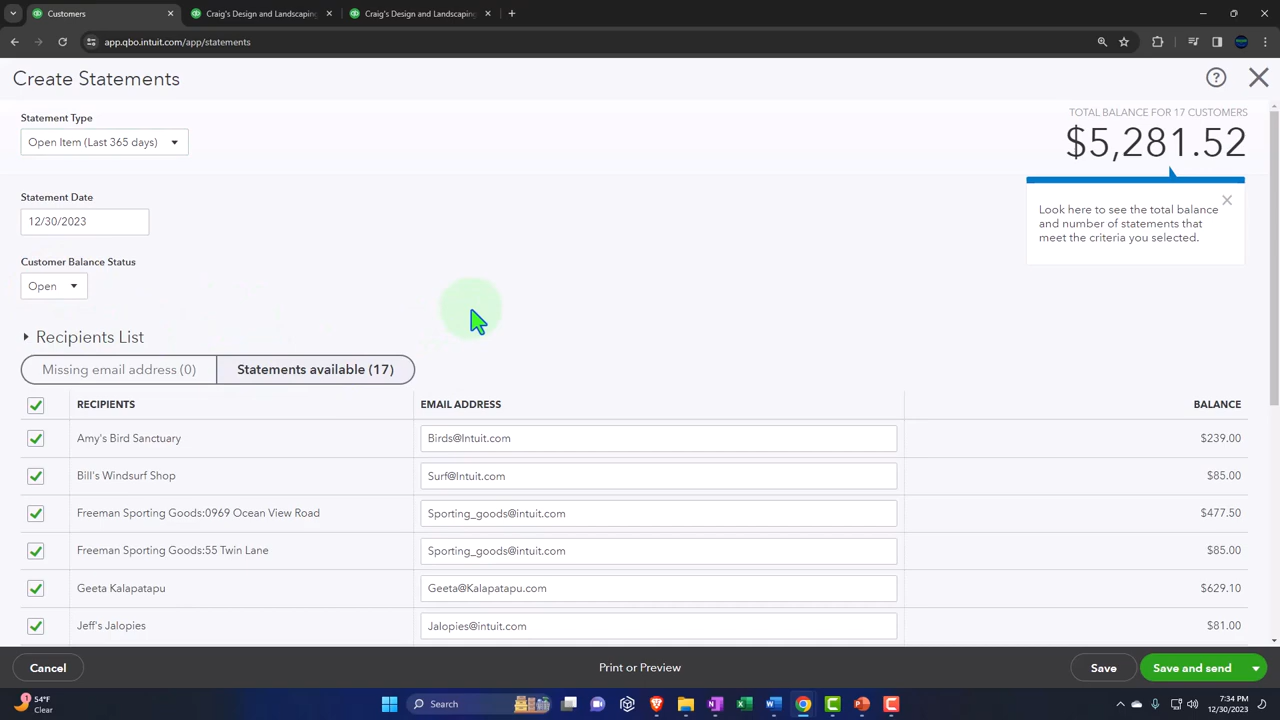 Customers
Craig's Design and Landscaping
Craig's Design and Landscaping
app.qbo.intuit.com/app/statements
Create Statements
Statement Type
Open Item (Last 365 days)
TOTAL BALANCE FOR 17 CUSTOMERS
$5,281.52
Look here to see the total balance
and number of statements that
meet the criteria you selected.
Statement Date
12/30/2023
Customer Balance Status
Open
Recipients List
Missing email address (0)
Statements available (17)
RECIPIENTS EMAIL ADDRESS BALANCE
Amy's Bird Sanctuary Birds@Intuit.com $239.00
Bill's Windsurf Shop Surf@Intuit.com $85.00
Freeman Sporting Goods:0969 Ocean View Road Sporting_goods@intuit.com $477.50
Freeman Sporting Goods:55 Twin Lane Sporting_goods@intuit.com $85.00
Geeta Kalapatapu Geeta@Kalapatapu.com $629.10
Jeff's Jalopies Jalopies@intuit.com $81.00
Cancel Print or Preview Save Save and send
54°F
Clear
Search
7:34 PM
12/30/2023